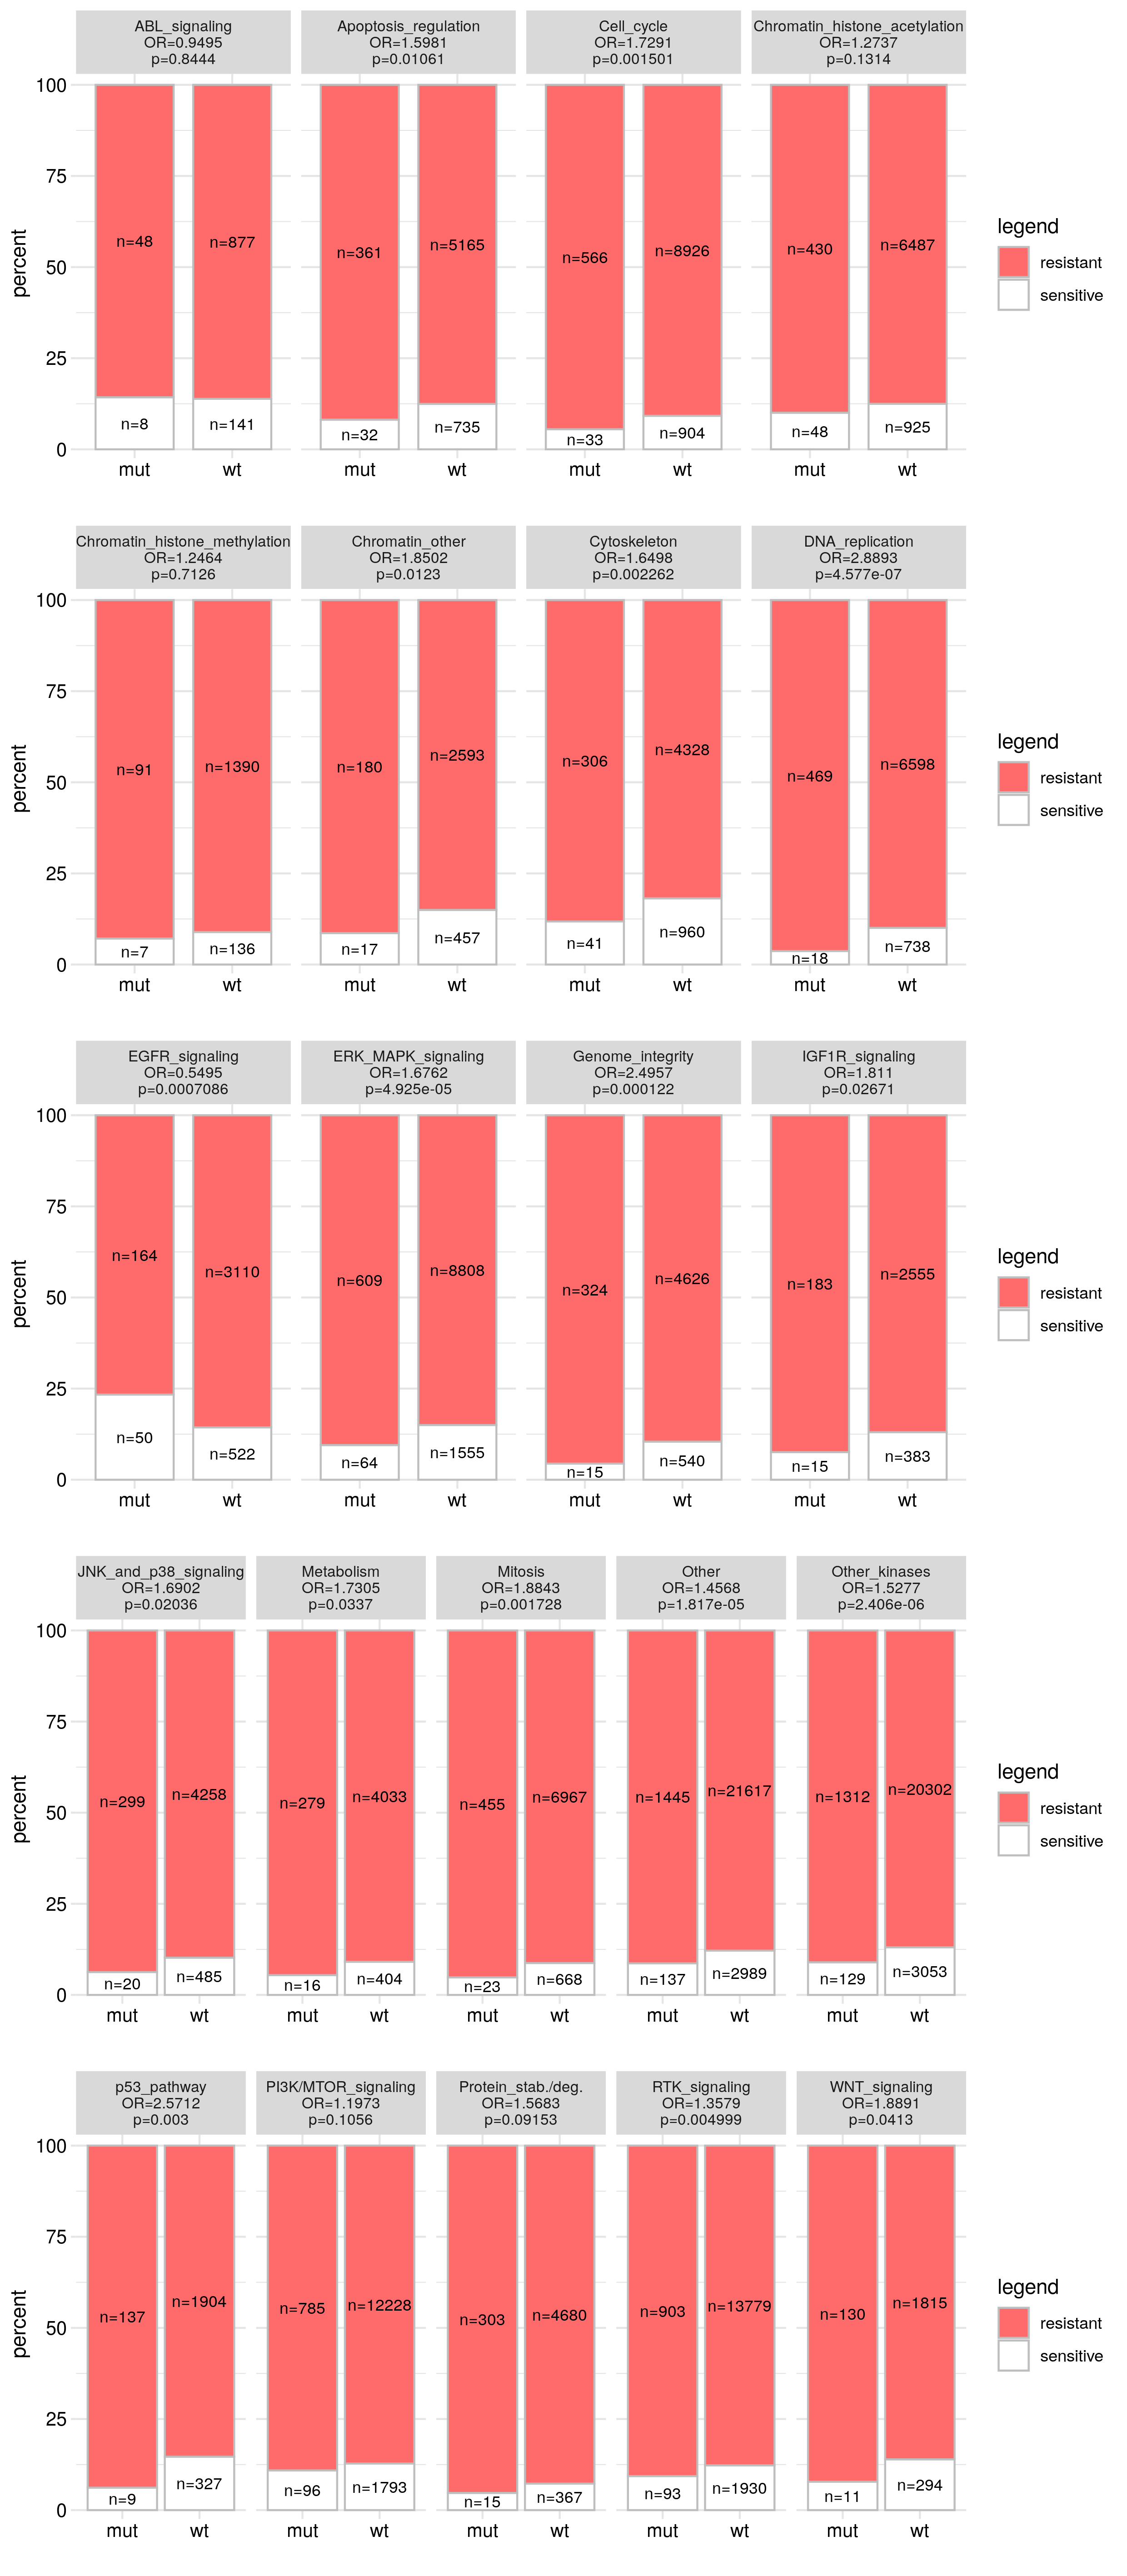 ABL_signaling
OR=0.9495
p=0.8444
Apoptosis_regulation
OR=1.5981
p=0.01061
Cell_cycle
OR=1.7291
p=0.001501
Chromatin_histone_acetylation
OR=1.2737
p=0.1314
percent
100
75
50
25
0
n=48
n=877
n=361
n=5165
n=566
n=8926
n=430
n=6487
n=8
n=141
n=32
n=735
n=33
n=904
n=48
n=925
mut
wt
mut
wt
mut
wt
mut
wt
legend
resistant
sensitive
Chromatin_histone_methylation
OR=1.2464
p=0.7126
Chromatin_other
OR=1.8502
p=0.0123
Cytoskeleton
OR=1.6498
p=0.002262
DNA_replication
OR=2.8893
p=4.577e-07
percent
100
75
50
25
0
n=91
n=1390
n=180
n=2593
n=306
n=4328
n=469
n=6598
n=7
n=136
n=17
n=457
n=41
n=960
n=18
n=738
mut
wt
mut
wt
mut
wt
mut
wt
legend
resistant
sensitive
EGFR_signaling
OR=0.5495
p=0.0007086
ERK_MAPK_signaling
OR=1.6762
p=4.925e-05
Genome_integrity
OR=2.4957
p=0.000122
IGF1R_signaling
OR=1.811
p=0.02671
percent
100
75
50
25
0
n=164
n=3110
n=609
n=8808
n=324
n=4626
n=183
n=2555
n=50
n=522
n=64
n=1555
n=15
n=540
n=15
n=383
mut
wt
mut
wt
mut
wt
mut
wt
legend
resistant
sensitive
JNK_and_p38_signaling
OR=1.6902
p=0.02036
Metabolism
OR=1.7305
p=0.0337
Mitosis
OR=1.8843
p=0.001728
Other
OR=1.4568
p=1.817e-05
Other_kinases
OR=1.5277
p=2.406e-06
percent
100
75
50
25
0
n=299
n=4258
n=279
n=4033
n=455
n=6967
n=1445
n=21617
n=1312
n=20302
n=20
n=485
n=16
n=404
n=23
n=668
n=137
n=2989
n=129
n=3053
mut
wt
mut
wt
mut
wt
mut
wt
mut
wt
legend
resistant
sensitive
p53_pathway
OR=2.5712
p=0.003
PI3K/MTOR_signaling
OR=1.1973
p=0.1056
Protein_stab./deg.
OR=1.5683
p=0.09153
RTK_signaling
OR=1.3579
p=0.004999
WNT_signaling
OR=1.8891
p=0.0413
percent
100
75
50
25
0
n=137
n=1904
n=785
n=12228
n=303
n=4680
n=903
n=13779
n=130
n=1815
n=9
n=327
n=96
n=1793
n=15
n=367
n=93
n=1930
n=11
n=294
mut
wt
mut
wt
mut
wt
mut
wt
mut
wt
legend
resistant
sensitive